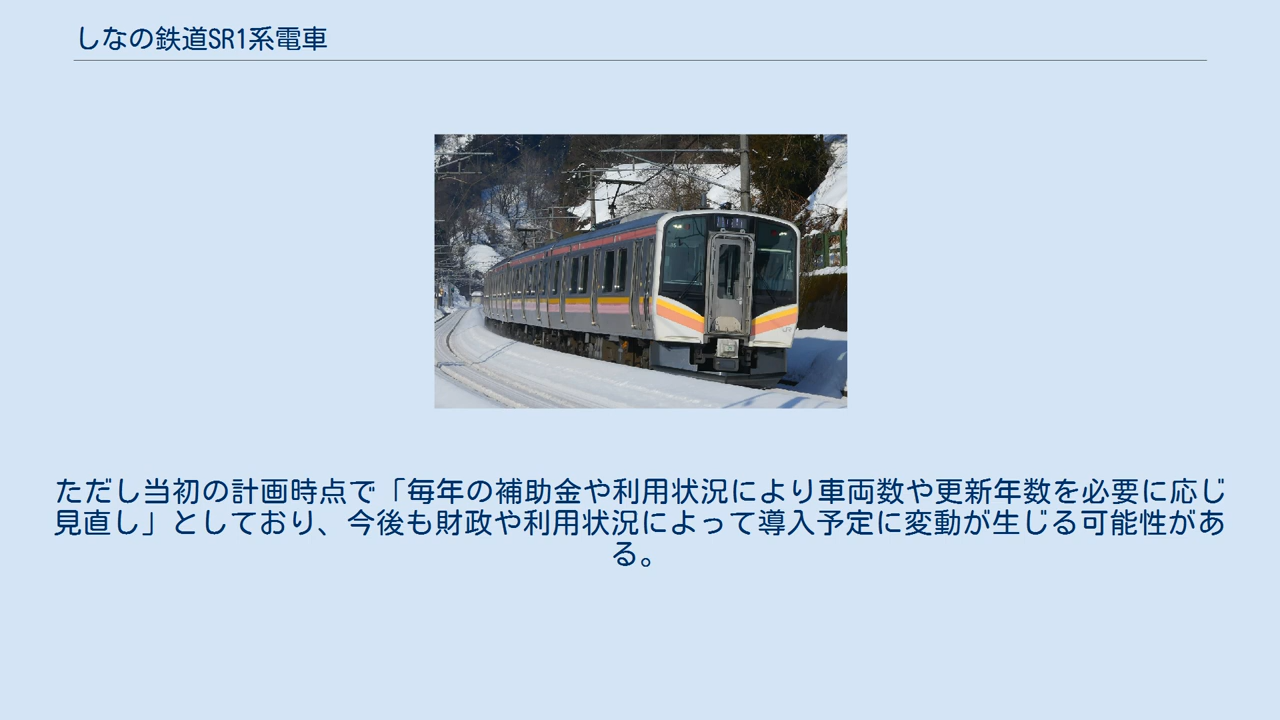 しなの鉄道SR1系電車
ただし当初の計画時点で「毎年の補助金や利用状況により車両数や更新年数を必要に応じ
見直し」としており、今後も財政や利用状況によって導入予定に変動が生じる可能性があ
る。